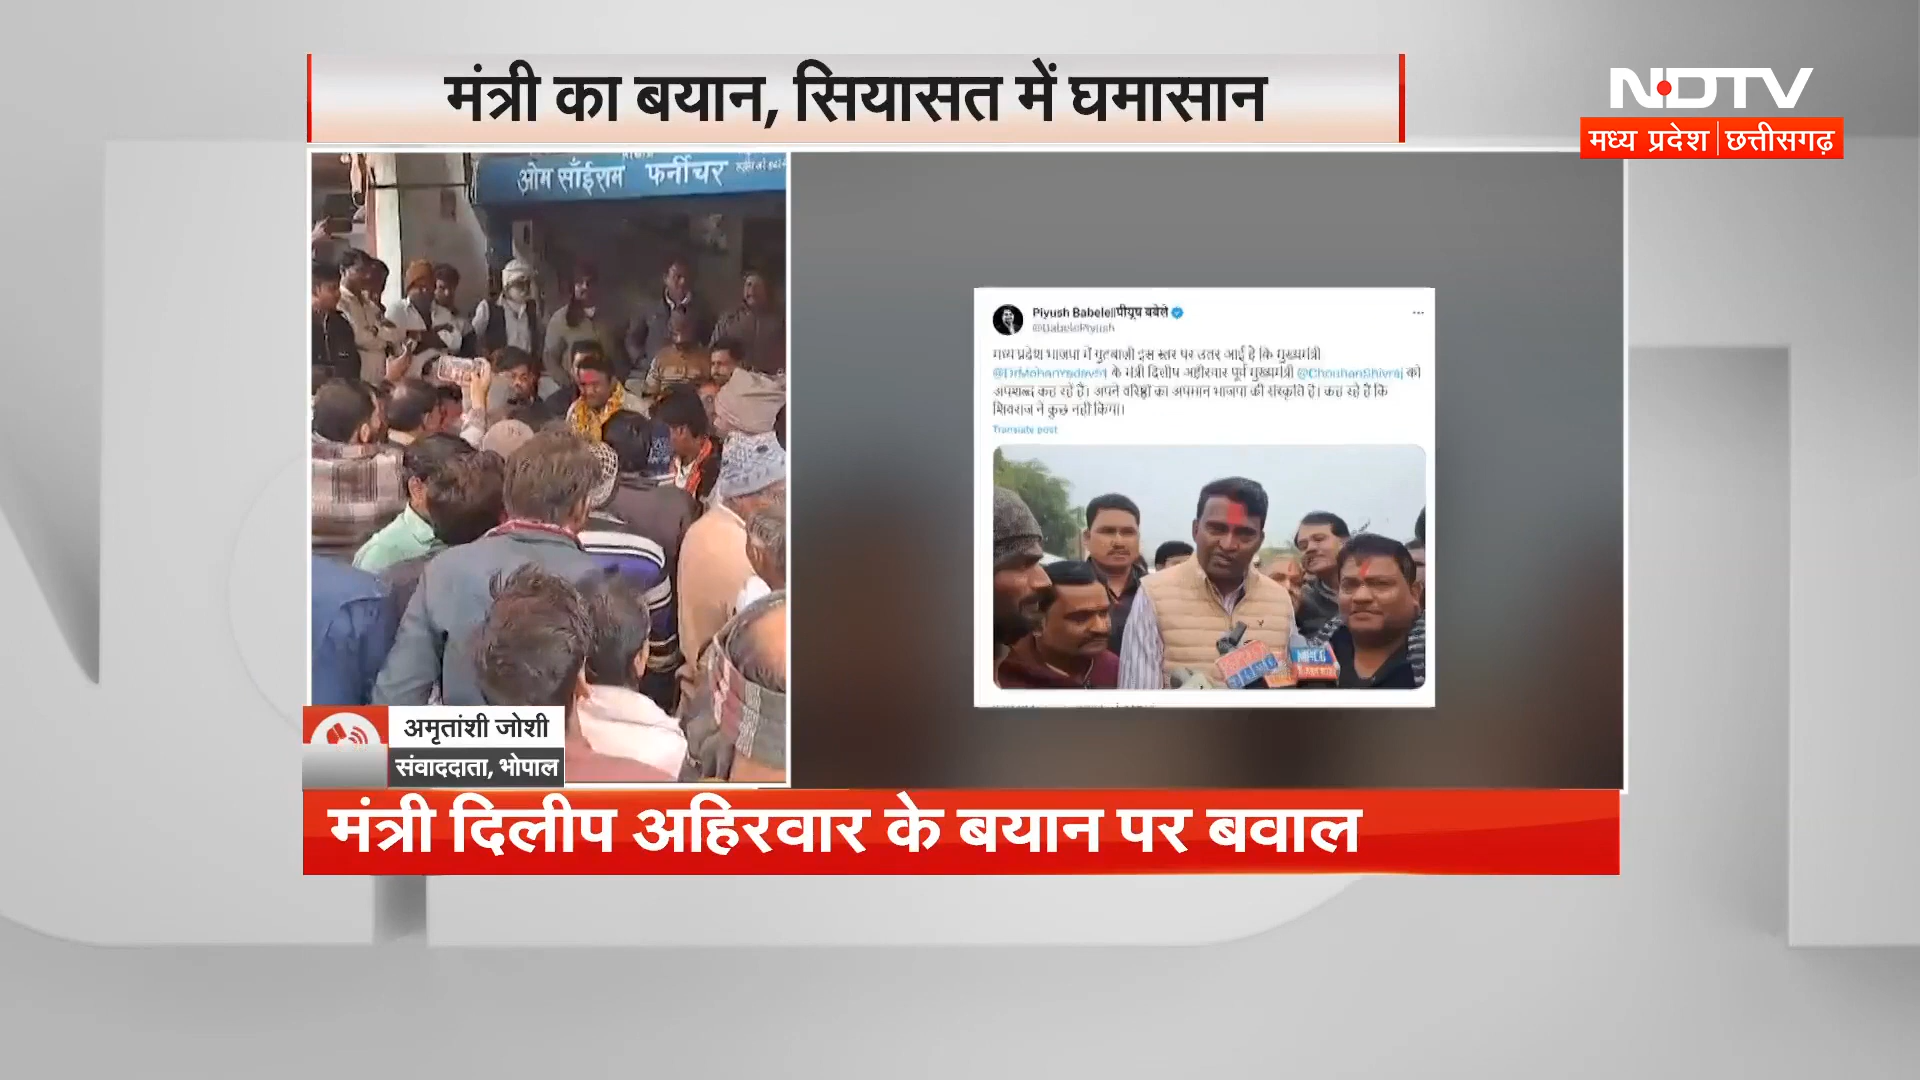 मंत्री का बयान, सियासत में घमासान
NDTV
मध्य प्रदेश छत्तीसगढ़
ओम साँईराम फर्नीचर
Piyush Babele||पीयूष बबेले
@BabelePiyush
मध्य प्रदेश भाजपा में गुटबाज़ी इस स्तर पर उतर आई है कि मुख्यमंत्री
@DrMohanYadav51 के मंत्री दिलीप अहीरवार पूर्व मुख्यमंत्री @ChouhanShivraj को
अपशब्द कह रहे हैं। अपने वरिष्ठों का अपमान भाजपा की संस्कृति है। कह रहे हैं कि
शिवराज ने कुछ नहीं किया।
Translate post
अमृतांशी जोशी
संवाददाता, भोपाल
मंत्री दिलीप अहिरवार के बयान पर बवाल